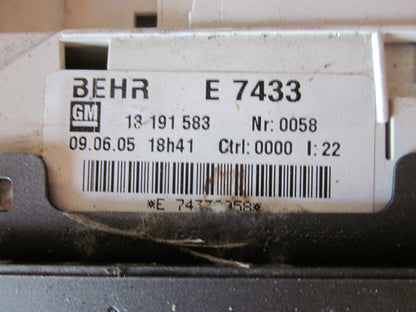 BEHR E 7433
GM 13 191 583 Nr: 0058
09.06.05 18h41 Ctrl: 0000 I: 22